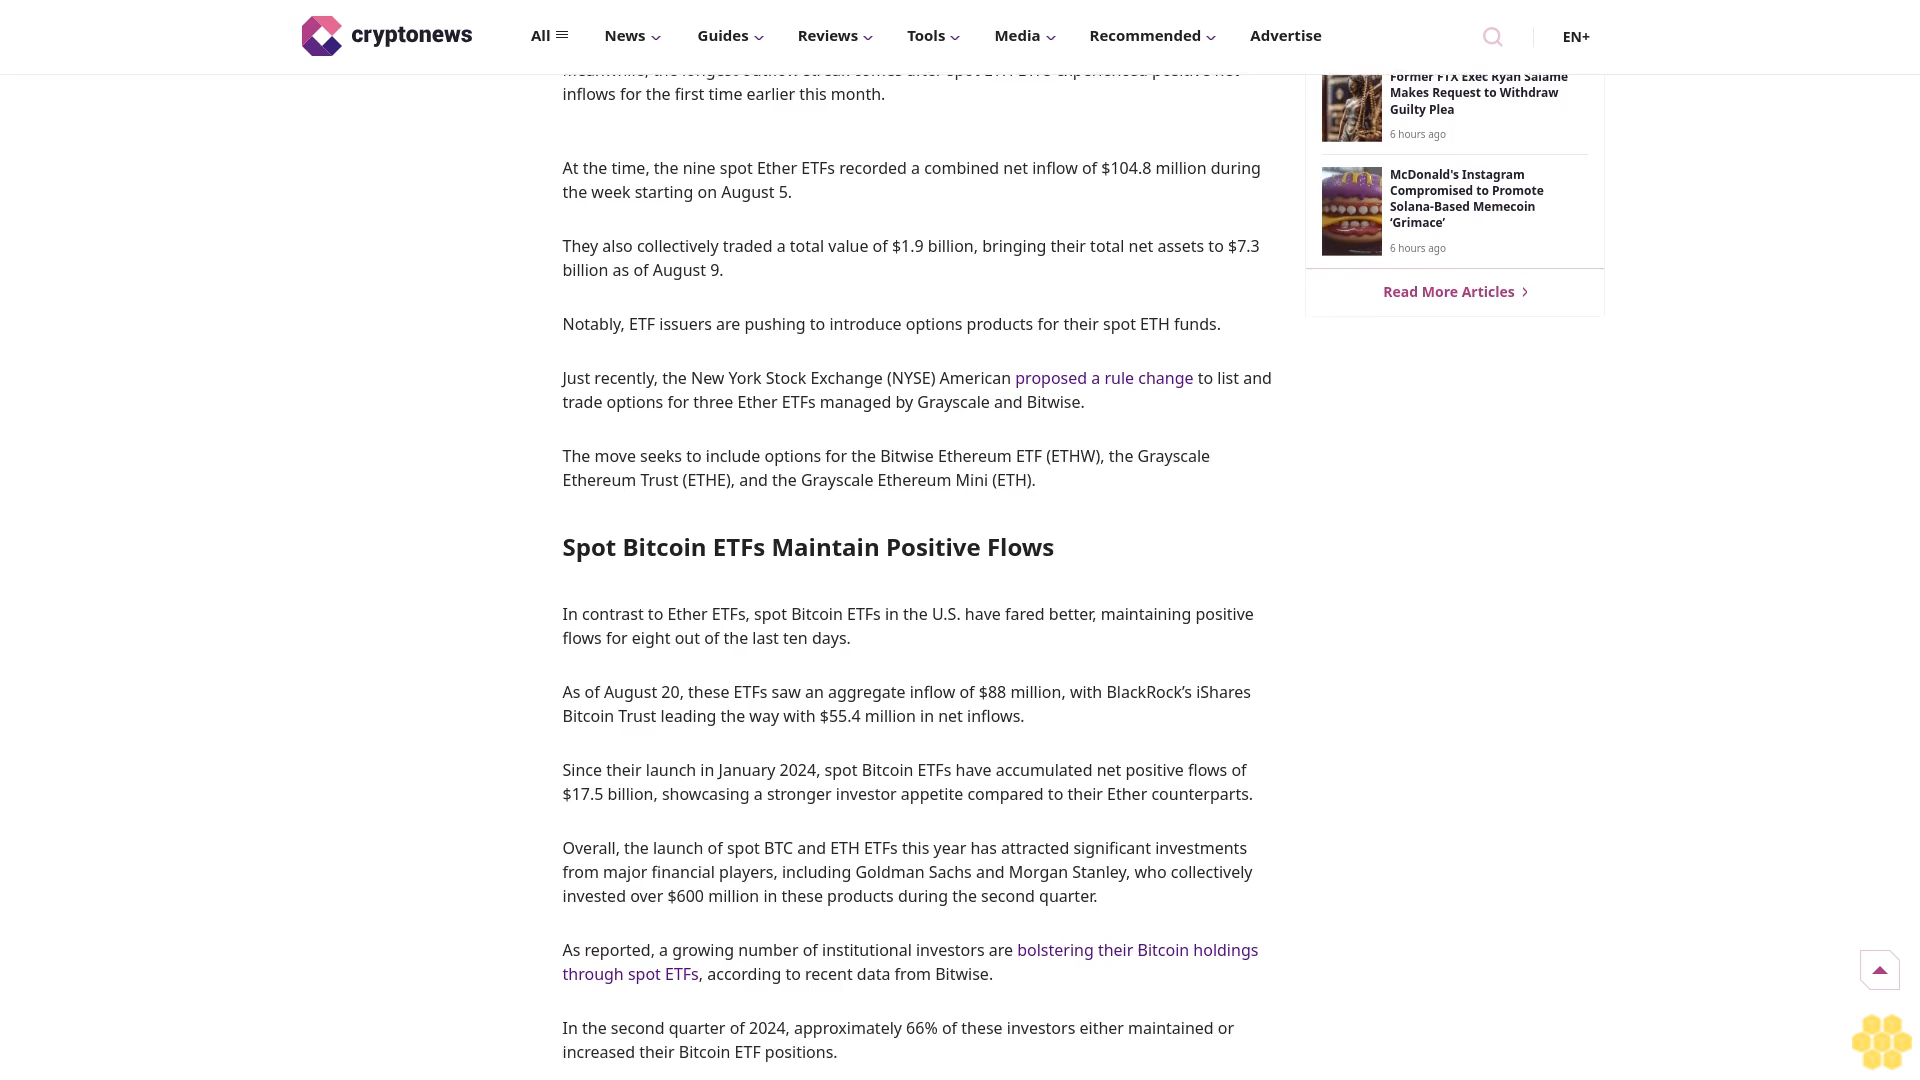 cryptonews
All
News
Guides
Reviews
Tools
Media
Recommended
Advertise
EN+
inflows for the first time earlier this month.
At the time, the nine spot Ether ETFs recorded a combined net inflow of $104.8 million during
the week starting on August 5.
They also collectively traded a total value of $1.9 billion, bringing their total net assets to $7.3
billion as of August 9.
Notably, ETF issuers are pushing to introduce options products for their spot ETH funds.
Just recently, the New York Stock Exchange (NYSE) American proposed a rule change to list and
trade options for three Ether ETFs managed by Grayscale and Bitwise.
The move seeks to include options for the Bitwise Ethereum ETF (ETHW), the Grayscale
Ethereum Trust (ETHE), and the Grayscale Ethereum Mini (ETH).
Spot Bitcoin ETFs Maintain Positive Flows
In contrast to Ether ETFs, spot Bitcoin ETFs in the U.S. have fared better, maintaining positive
flows for eight out of the last ten days.
As of August 20, these ETFs saw an aggregate inflow of $88 million, with BlackRock’s iShares
Bitcoin Trust leading the way with $55.4 million in net inflows.
Since their launch in January 2024, spot Bitcoin ETFs have accumulated net positive flows of
$17.5 billion, showcasing a stronger investor appetite compared to their Ether counterparts.
Overall, the launch of spot BTC and ETH ETFs this year has attracted significant investments
from major financial players, including Goldman Sachs and Morgan Stanley, who collectively
invested over $600 million in these products during the second quarter.
As reported, a growing number of institutional investors are bolstering their Bitcoin holdings
through spot ETFs, according to recent data from Bitwise.
In the second quarter of 2024, approximately 66% of these investors either maintained or
increased their Bitcoin ETF positions.
Former FTX Exec Ryan Salame
Makes Request to Withdraw
Guilty Plea
6 hours ago
McDonald's Instagram
Compromised to Promote
Solana-Based Memecoin
‘Grimace’
6 hours ago
Read More Articles